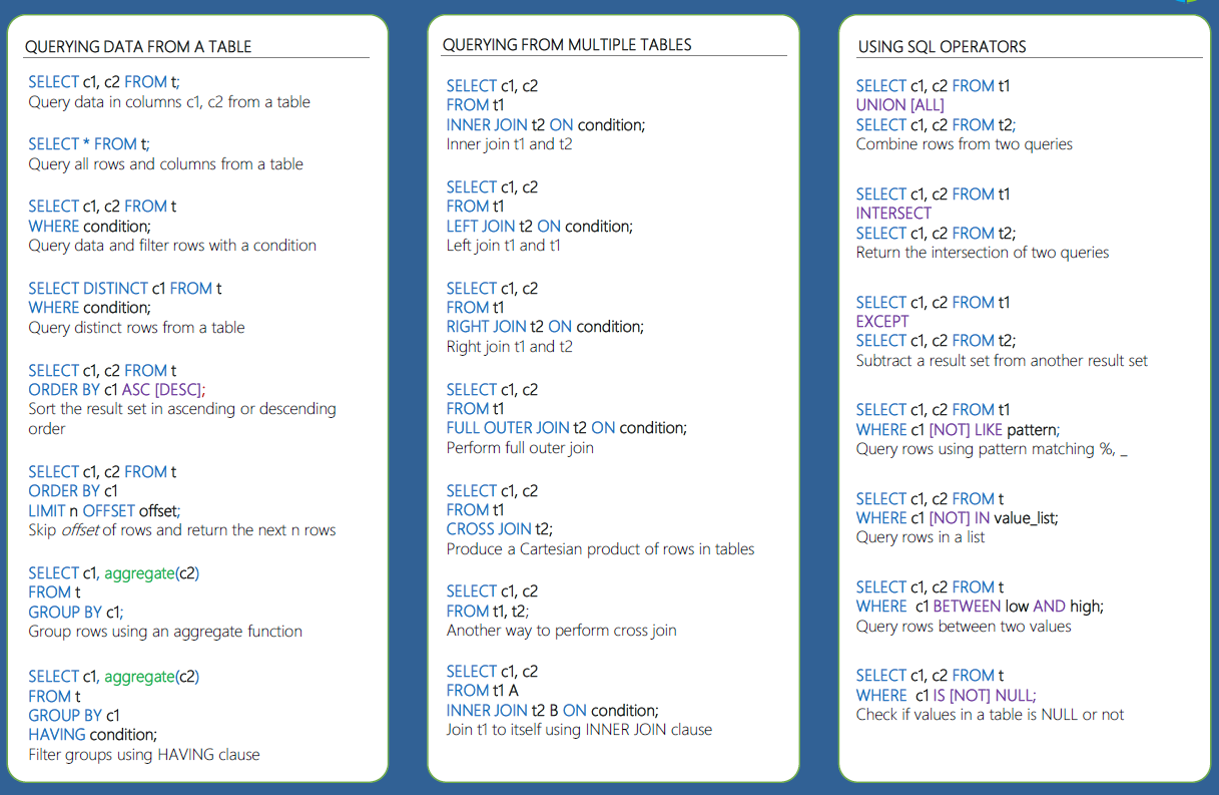 QUERYING DATA FROM A TABLE
SELECT c1, c2 FROM t;
Query data in columns c1, c2 from a table
SELECT * FROM t;
Query all rows and columns from a table
SELECT c1, c2 FROM t
WHERE condition;
Query data and filter rows with a condition
SELECT DISTINCT c1 FROM t
WHERE condition;
Query distinct rows from a table
SELECT c1, c2 FROM t
ORDER BY c1 ASC [DESC];
Sort the result set in ascending or descending
order
SELECT c1, c2 FROM t
ORDER BY c1
LIMIT n OFFSET offset;
Skip offset of rows and return the next n rows
SELECT c1, aggregate(c2)
FROM t
GROUP BY c1;
Group rows using an aggregate function
SELECT c1, aggregate(c2)
FROM t
GROUP BY c1
HAVING condition;
Filter groups using HAVING clause
QUERYING FROM MULTIPLE TABLES
SELECT c1, c2
FROM t1
INNER JOIN t2 ON condition;
Inner join t1 and t2
SELECT c1, c2
FROM t1
LEFT JOIN t2 ON condition;
Left join t1 and t1
SELECT c1, c2
FROM t1
RIGHT JOIN t2 ON condition;
Right join t1 and t2
SELECT c1, c2
FROM t1
FULL OUTER JOIN t2 ON condition;
Perform full outer join
SELECT c1, c2
FROM t1
CROSS JOIN t2;
Produce a Cartesian product of rows in tables
SELECT c1, c2
FROM t1, t2;
Another way to perform cross join
SELECT c1, c2
FROM t1 A
INNER JOIN t2 B ON condition;
Join t1 to itself using INNER JOIN clause
USING SQL OPERATORS
SELECT c1, c2 FROM t1
UNION [ALL]
SELECT c1, c2 FROM t2;
Combine rows from two queries
SELECT c1, c2 FROM t1
INTERSECT
SELECT c1, c2 FROM t2;
Return the intersection of two queries
SELECT c1, c2 FROM t1
EXCEPT
SELECT c1, c2 FROM t2;
Subtract a result set from another result set
SELECT c1, c2 FROM t1
WHERE c1 [NOT] LIKE pattern;
Query rows using pattern matching %, _
SELECT c1, c2 FROM t
WHERE c1 [NOT] IN value_list;
Query rows in a list
SELECT c1, c2 FROM t
WHERE c1 BETWEEN low AND high;
Query rows between two values
SELECT c1, c2 FROM t
WHERE c1 IS [NOT] NULL;
Check if values in a table is NULL or not